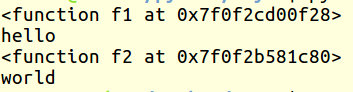 <function f1 at 0x7f0f2cd00f28>
hello
<function f2 at 0x7f0f2b581c80>
world